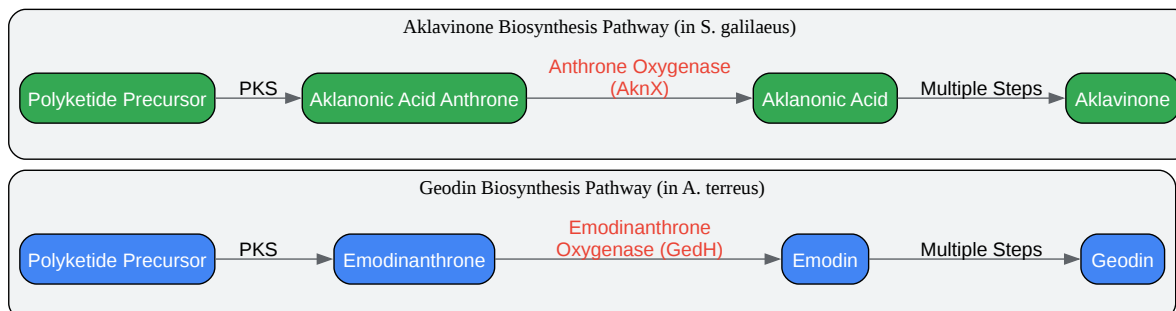 Aklavinone Biosynthesis Pathway (in S. galilaeus)
Polyketide Precursor
PKS
Aklanonic Acid Anthrone
Anthrone Oxygenase
(AknX)
Aklanonic Acid
Multiple Steps
Aklavinone
Geodin Biosynthesis Pathway (in A. terreus)
Polyketide Precursor
PKS
Emodinanthrone
Emodinanthrone
Oxygenase (GedH)
Emodin
Multiple Steps
Geodin